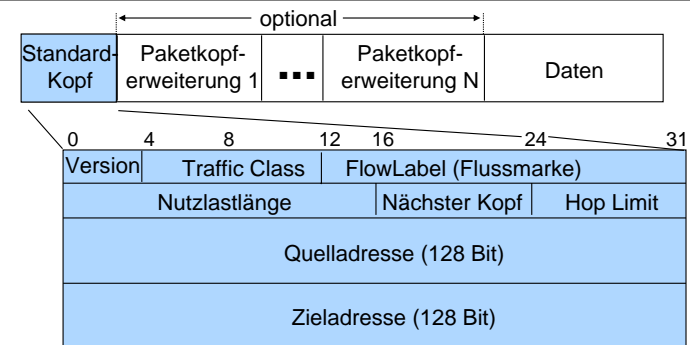 optional
Standard-
Kopf
Paketkopf-
erweiterung 1
...
Paketkopf-
erweiterung N
Daten
0 4 8 12 16 24 31
Version Traffic Class FlowLabel (Flussmarke)
Nutzlastlänge Nächster Kopf Hop Limit
Quelladresse (128 Bit)
Zieladresse (128 Bit)